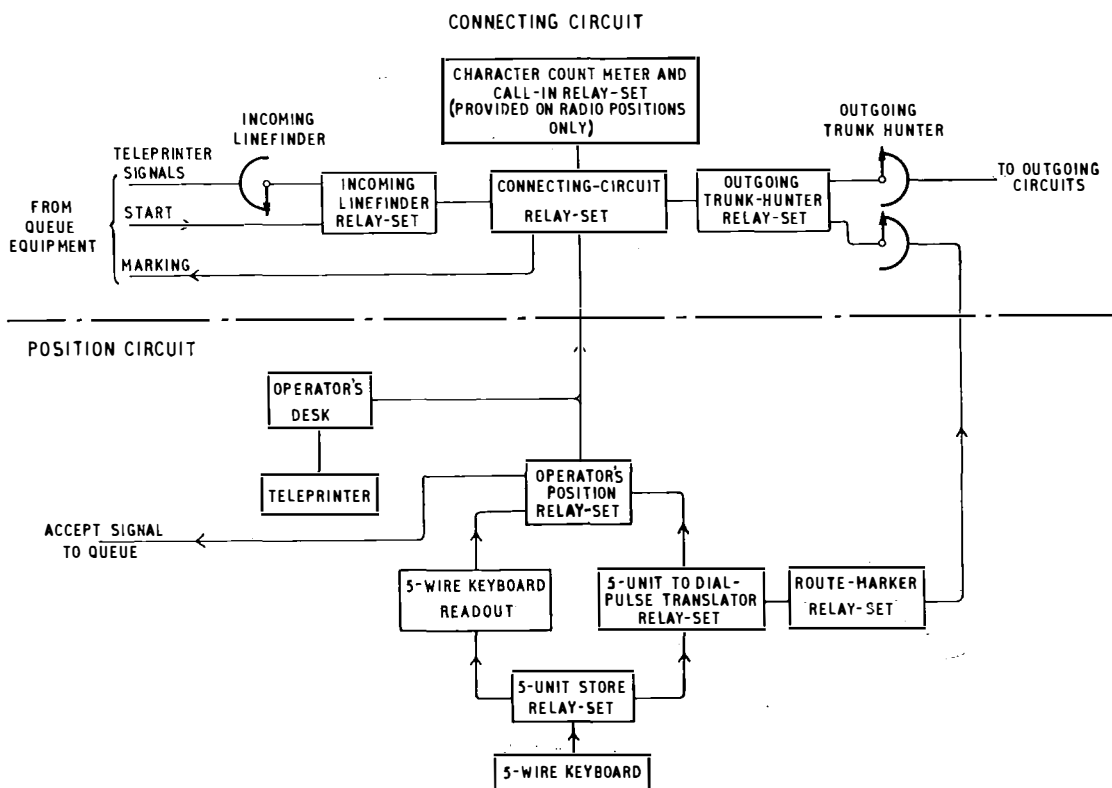 CONNECTING CIRCUIT
CHARACTER COUNT METER AND
CALL-IN RELAY-SET
(PROVIDED ON RADIO POSITIONS
ONLY)
INCOMING
LINEFINDER
OUTGOING
TRUNK HUNTER
TELEPRINTER
SIGNALS
START
MARKING
FROM
QUEUE
EQUIPMENT
INCOMING
LINEFINDER
RELAY-SET
CONNECTING-CIRCUIT
RELAY-SET
OUTGOING
TRUNK-HUNTER
RELAY-SET
TO OUTGOING
CIRCUITS
POSITION CIRCUIT
OPERATOR'S
DESK
TELEPRINTER
OPERATOR'S
POSITION
RELAY-SET
ACCEPT SIGNAL
TO QUEUE
5-WIRE KEYBOARD
READOUT
5-UNIT TO DIAL-
PULSE TRANSLATOR
RELAY-SET
ROUTE-MARKER
RELAY-SET
5-UNIT STORE
RELAY-SET
5-WIRE KEYBOARD